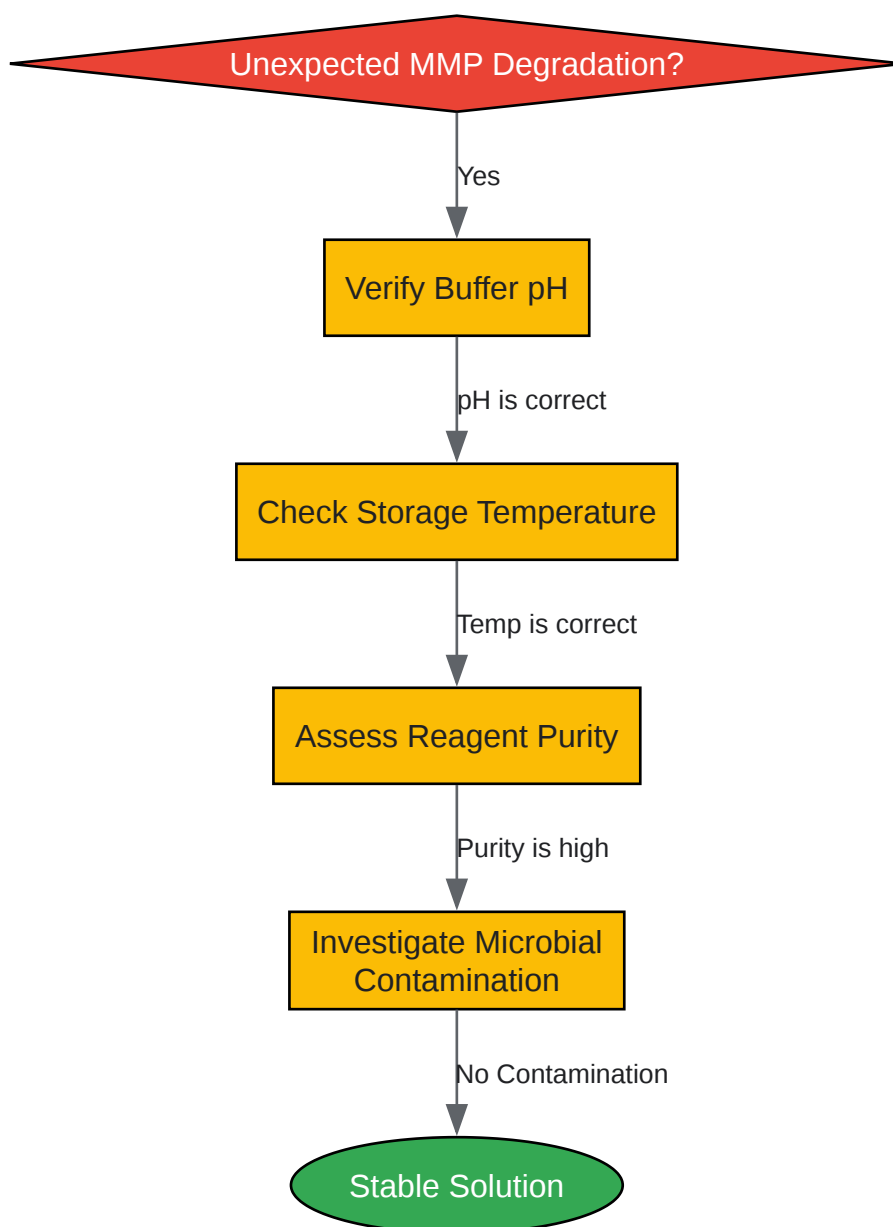 Unexpected MMP Degradation?
Yes
Verify Buffer pH
pH is correct
Check Storage Temperature
Temp is correct
Assess Reagent Purity
Purity is high
Investigate Microbial
Contamination
No Contamination
Stable Solution